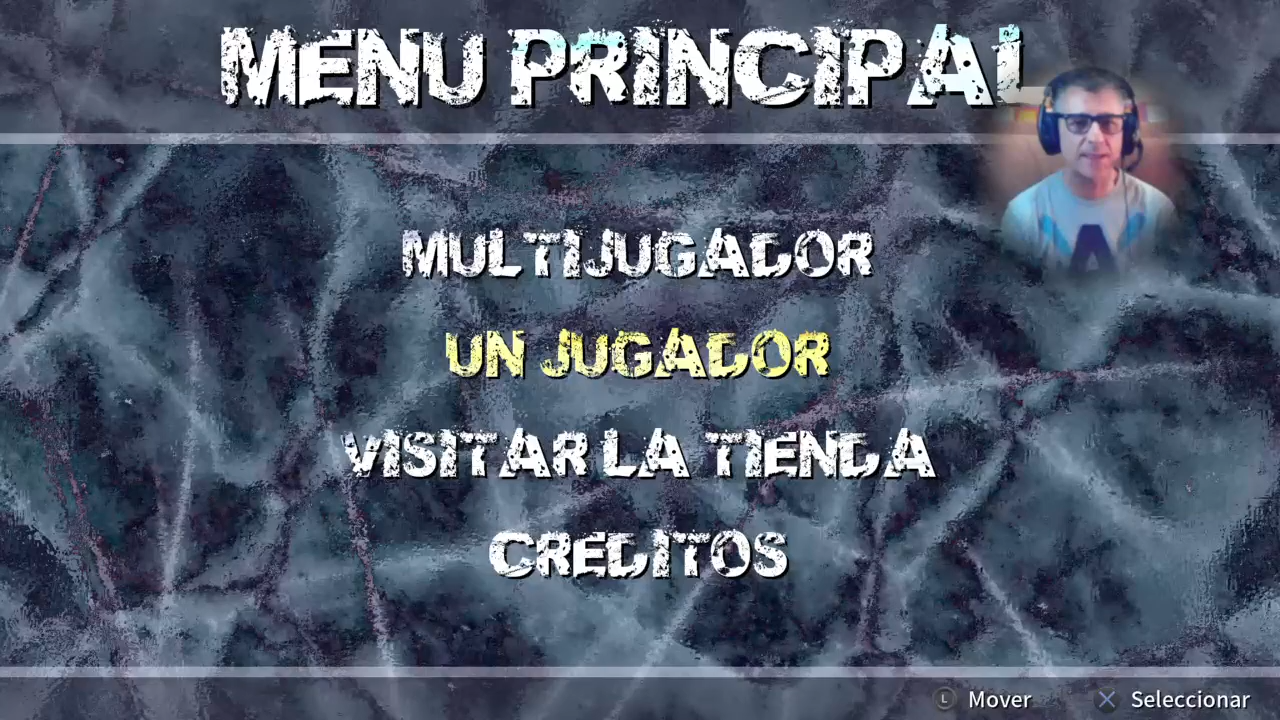 MENU PRINCIPAL
MULTIJUGADOR
UN JUGADOR
VISITAR LA TIENDA
CREDITOS
L Mover
Seleccionar